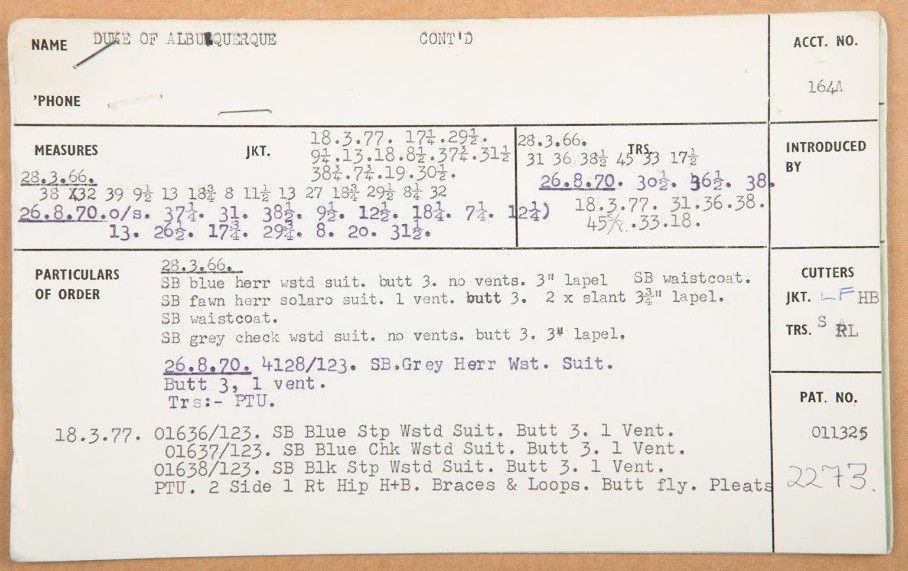 NAME DUKE OF ALBUQUERQUE CONT'D
'PHONE
ACCT. NO.
164A
MEASURES
28.3.66.
38 32 39 9½ 13 18¾ 8 11½ 13 27 18¾ 29½ 8¼ 32
26.8.70.o/s. 37¼. 31. 38½. 9½. 12½. 18¼. 7¼. 12¼)
13. 26½. 17¾. 29¾. 8. 20. 31½.
JKT.
18.3.77. 17¼.29½.
9¼.13.18.8½.37¾.31½
38¾.7¾.19.30½.
28.3.66. TRS.
31 36 38½ 45 33 17½
26.8.70. 30½. 36½. 38.
18.3.77. 31.36.38.
45⅝.33.18.
INTRODUCED
BY
PARTICULARS
OF ORDER
28.3.66.
SB blue herr wstd suit. butt 3. no vents. 3" lapel SB waistcoat.
SB fawn herr solaro suit. 1 vent. butt 3. 2 x slant 3¾" lapel.
SB waistcoat.
SB grey check wstd suit. no vents. butt 3. 3" lapel.
26.8.70. 4128/123. SB.Grey Herr Wst. Suit.
Butt 3, 1 vent.
Trs:- PTU.
18.3.77. 01636/123. SB Blue Stp Wstd Suit. Butt 3. 1 Vent.
01637/123. SB Blue Chk Wstd Suit. Butt 3. 1 Vent.
01638/123. SB Blk Stp Wstd Suit. Butt 3. 1 Vent.
PTU. 2 Side 1 Rt Hip H+B. Braces & Loops. Butt fly. Pleats
CUTTERS
JKT. LF HB
TRS. S RL
PAT. NO.
011325
2273.